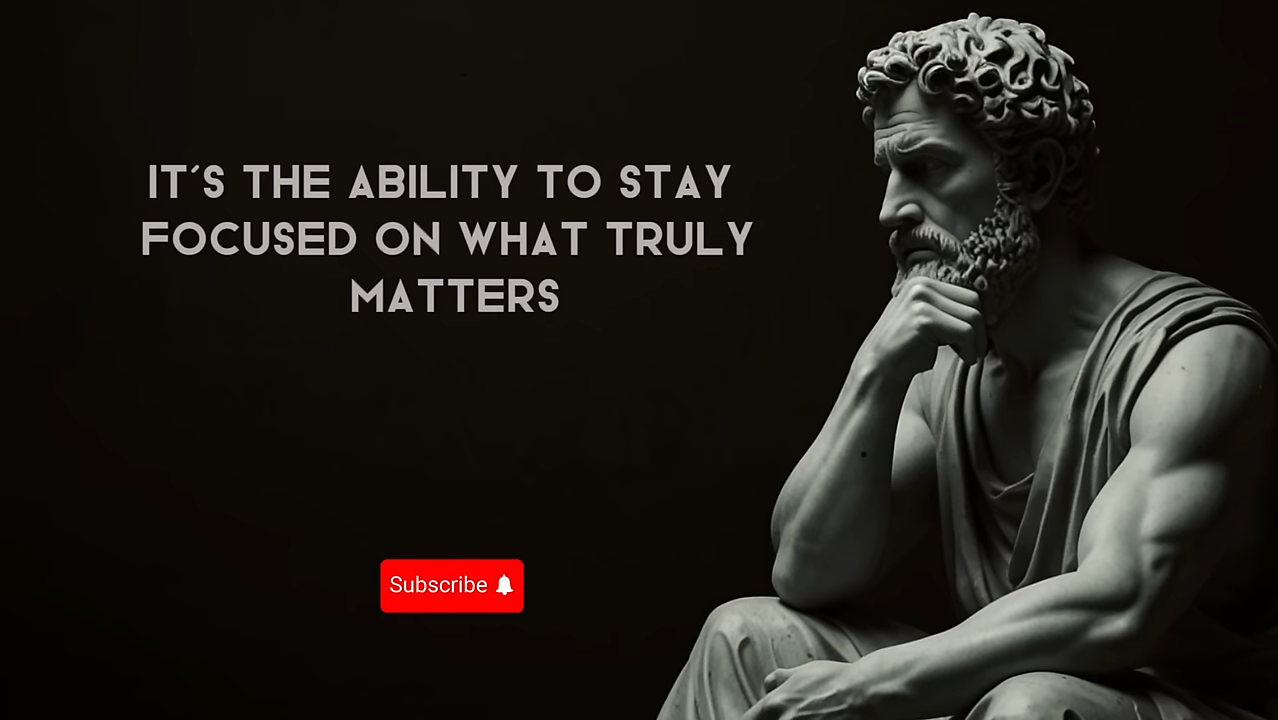 IT´S THE ABILITY TO STAY
FOCUSED ON WHAT TRULY
MATTERS
Subscribe